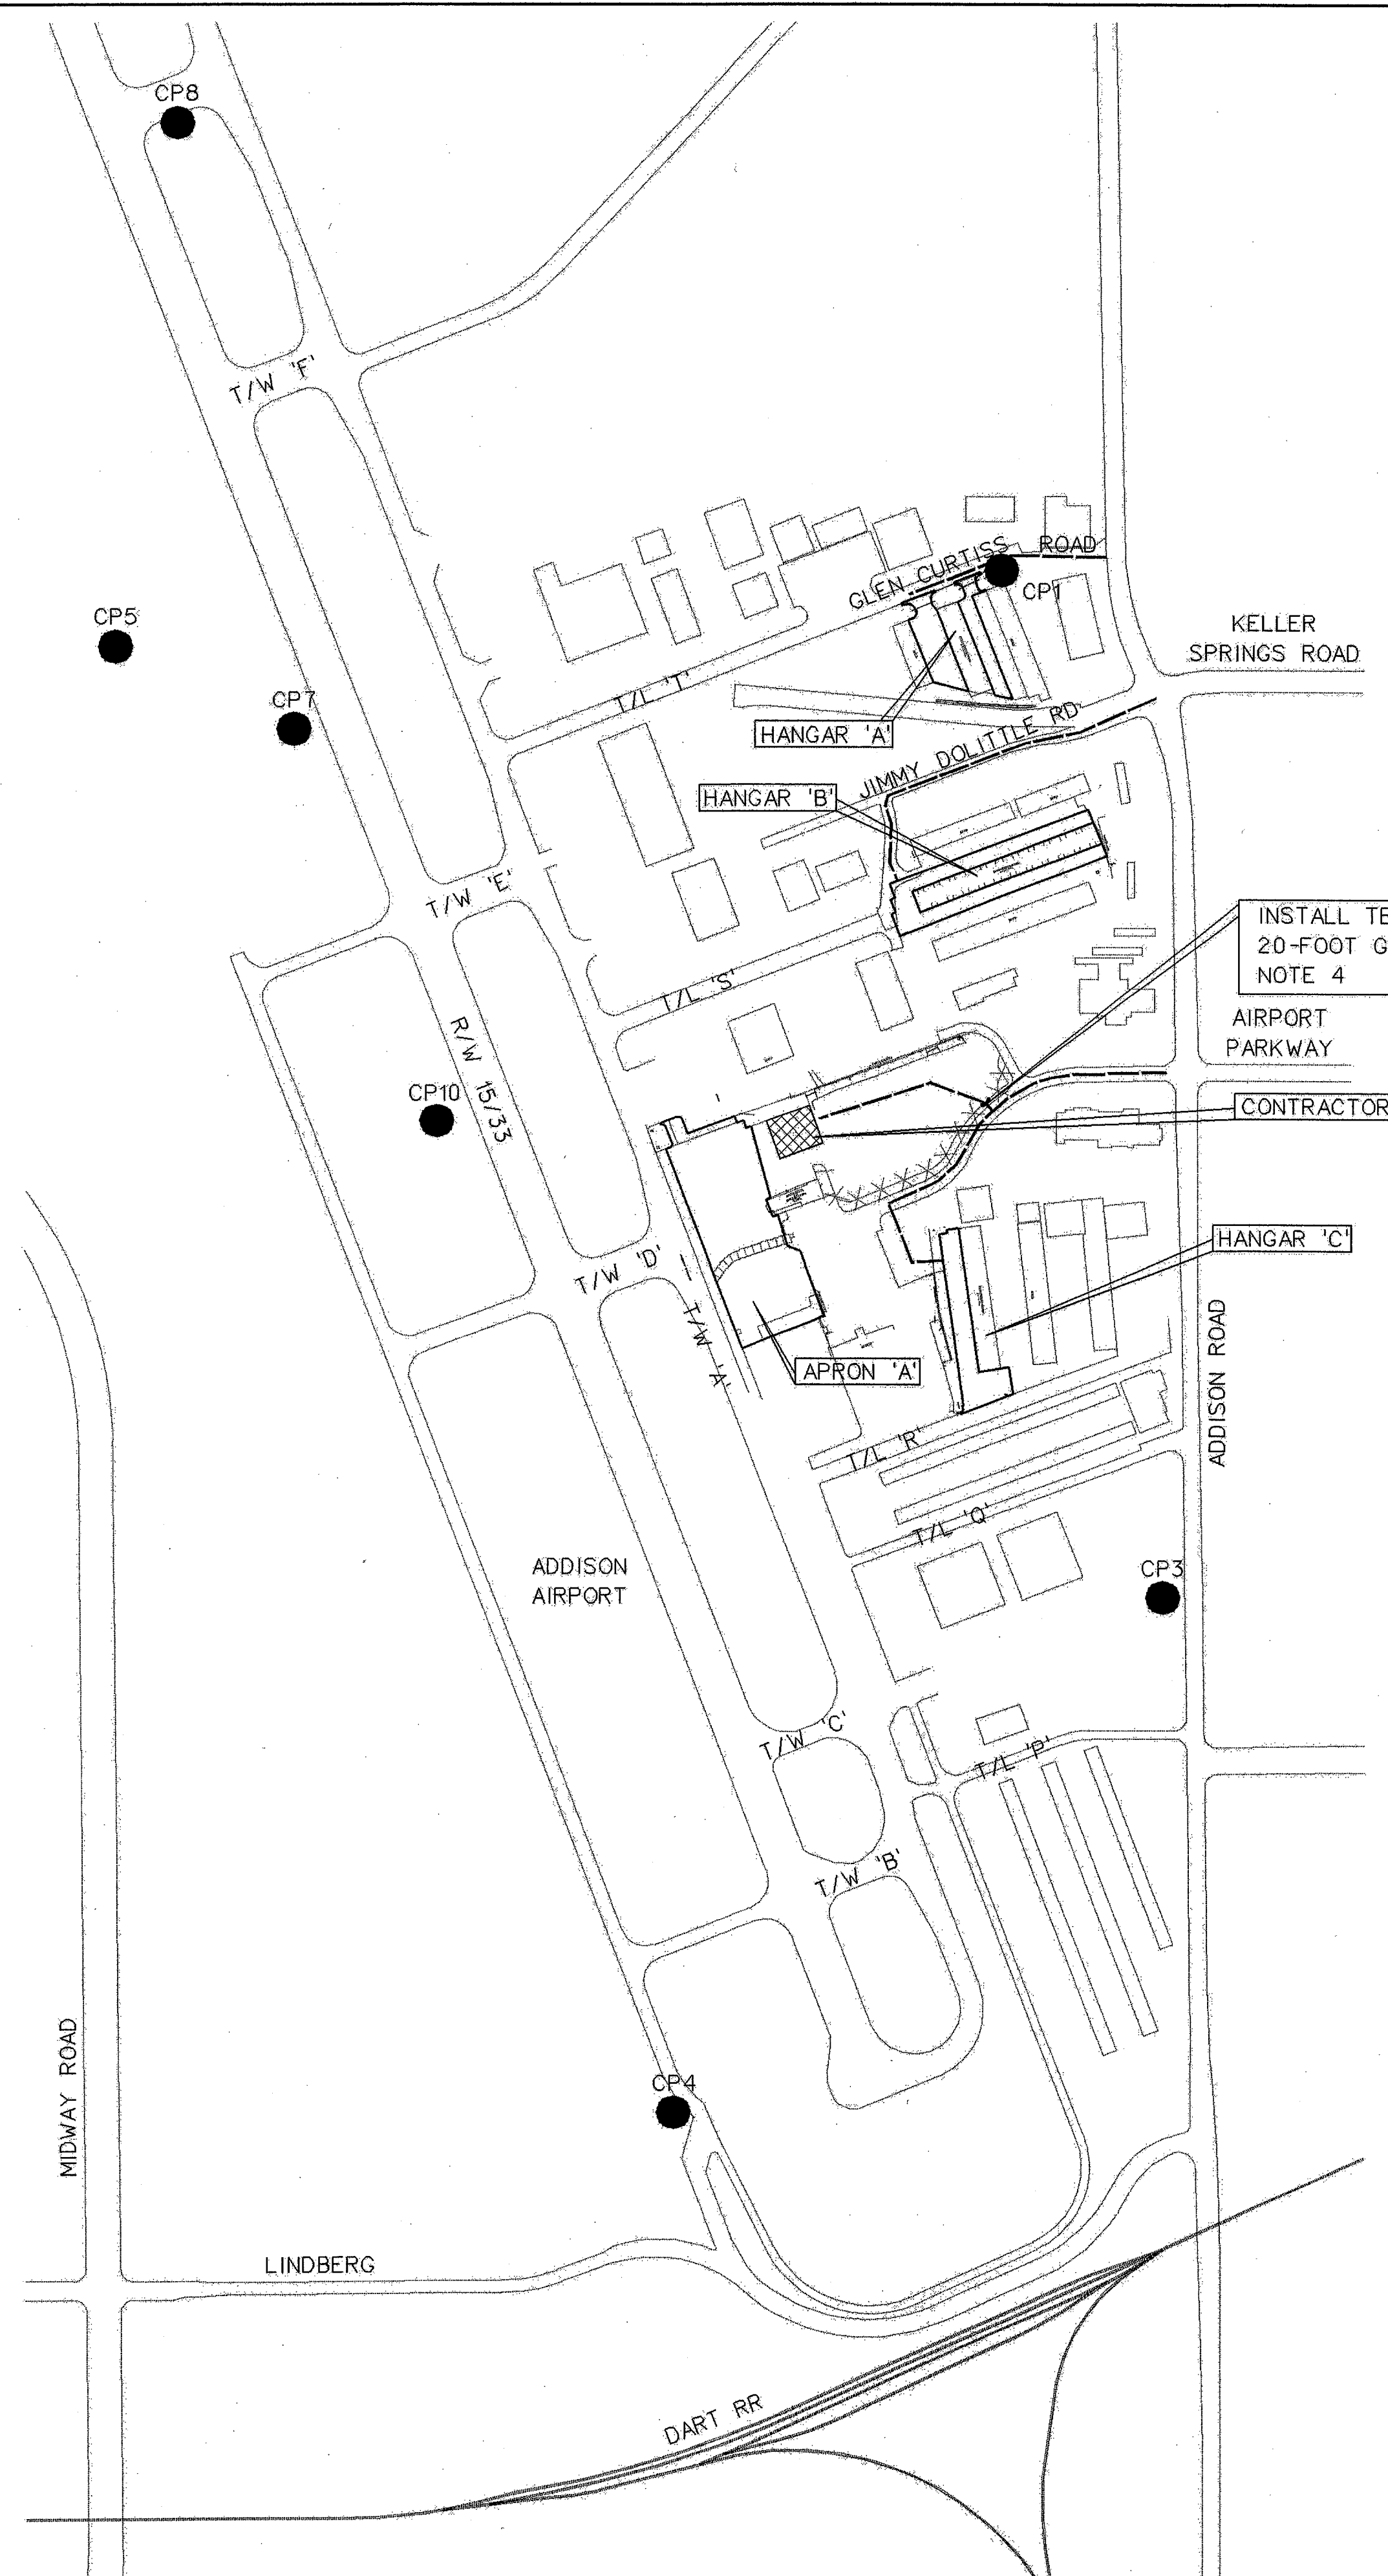 CP8
T/W 'F'
GLEN CURTISS ROAD
CP1
CP5
KELLER
SPRINGS ROAD
CP7
T/L 'T'
HANGAR 'A'
JIMMY DOLITTLE RD
HANGAR 'B'
T/W 'E'
INSTALL
20-FOOT
NOTE 4
T/L 'S'
AIRPORT
PARKWAY
R/W 15/33
CP10
CONTRACTOR
HANGAR 'C'
T/W 'D'
T/W 'A'
ADDISON ROAD
APRON 'A'
T/L 'R'
T/L 'Q'
ADDISON
AIRPORT
CP3
T/W 'C'
T/L 'P'
T/W 'B'
MIDWAY ROAD
CP4
LINDBERG
DART RR